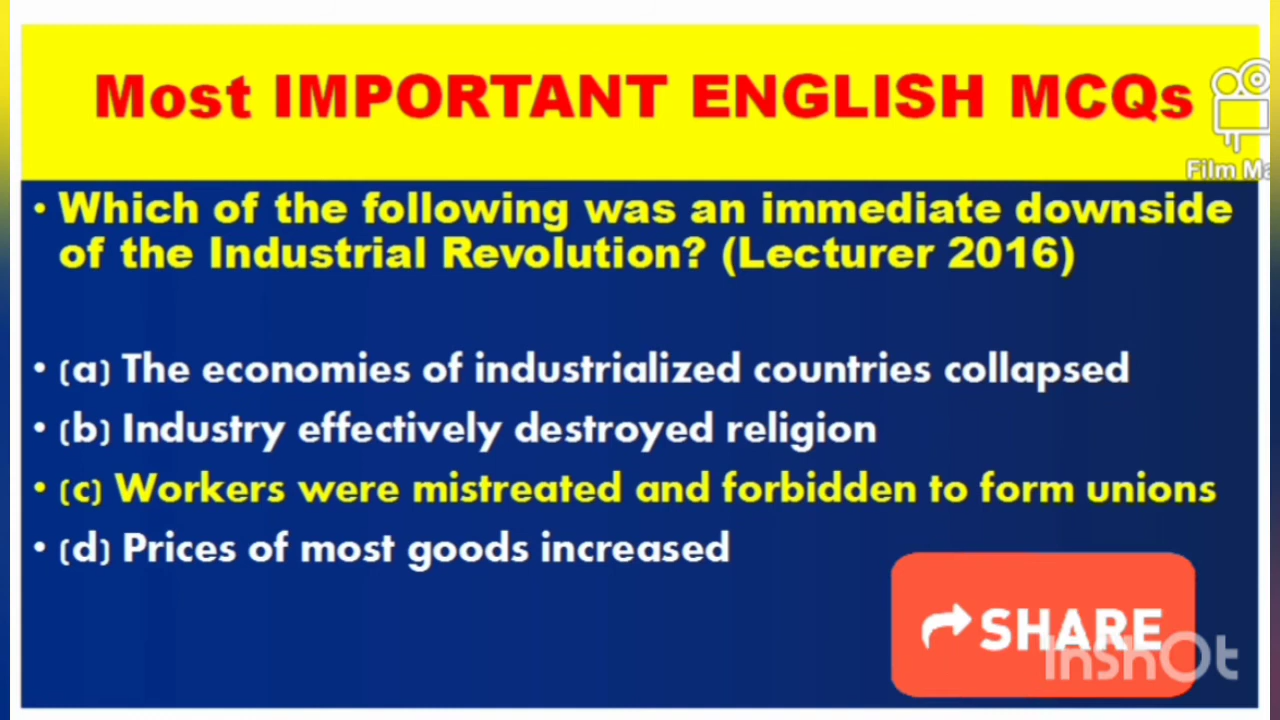 Most IMPORTANT ENGLISH MCQs
Film Ma
• Which of the following was an immediate downside
of the Industrial Revolution? (Lecturer 2016)
• (a) The economies of industrialized countries collapsed
• (b) Industry effectively destroyed religion
• (c) Workers were mistreated and forbidden to form unions
• (d) Prices of most goods increased
SHARE
InShOt